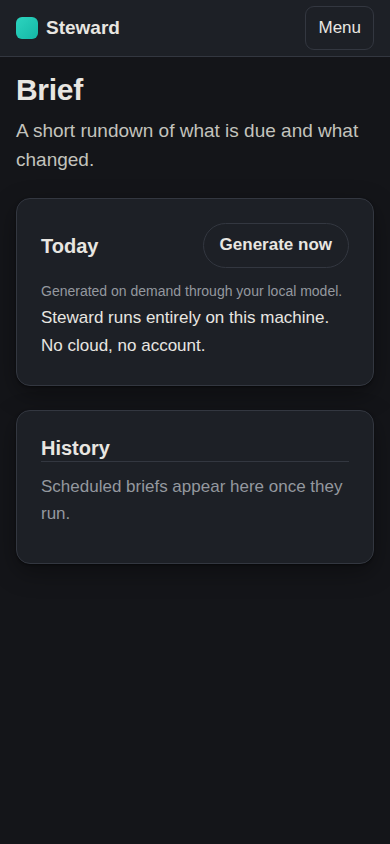 Steward
Menu
Brief
A short rundown of what is due and what
changed.
Today
Generate now
Generated on demand through your local model.
Steward runs entirely on this machine.
No cloud, no account.
History
Scheduled briefs appear here once they
run.